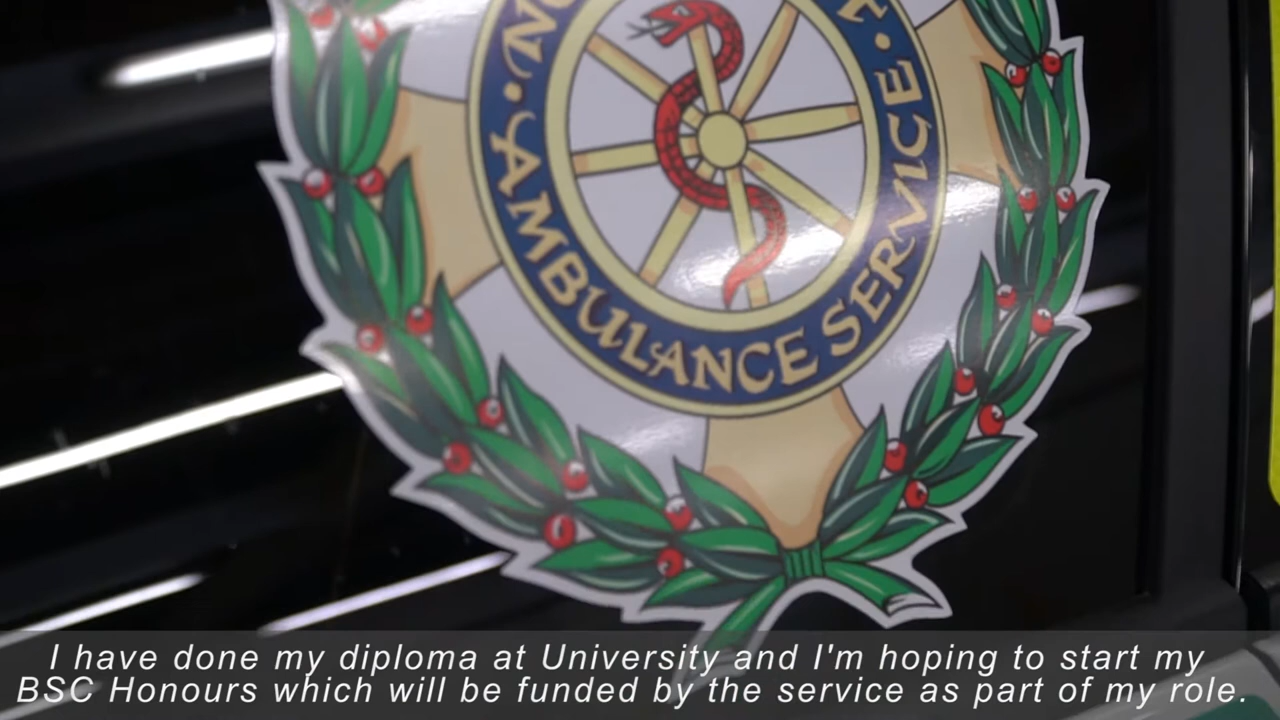 AMBULANCE SERVICE
I have done my diploma at University and I'm hoping to start my
BSC Honours which will be funded by the service as part of my role.